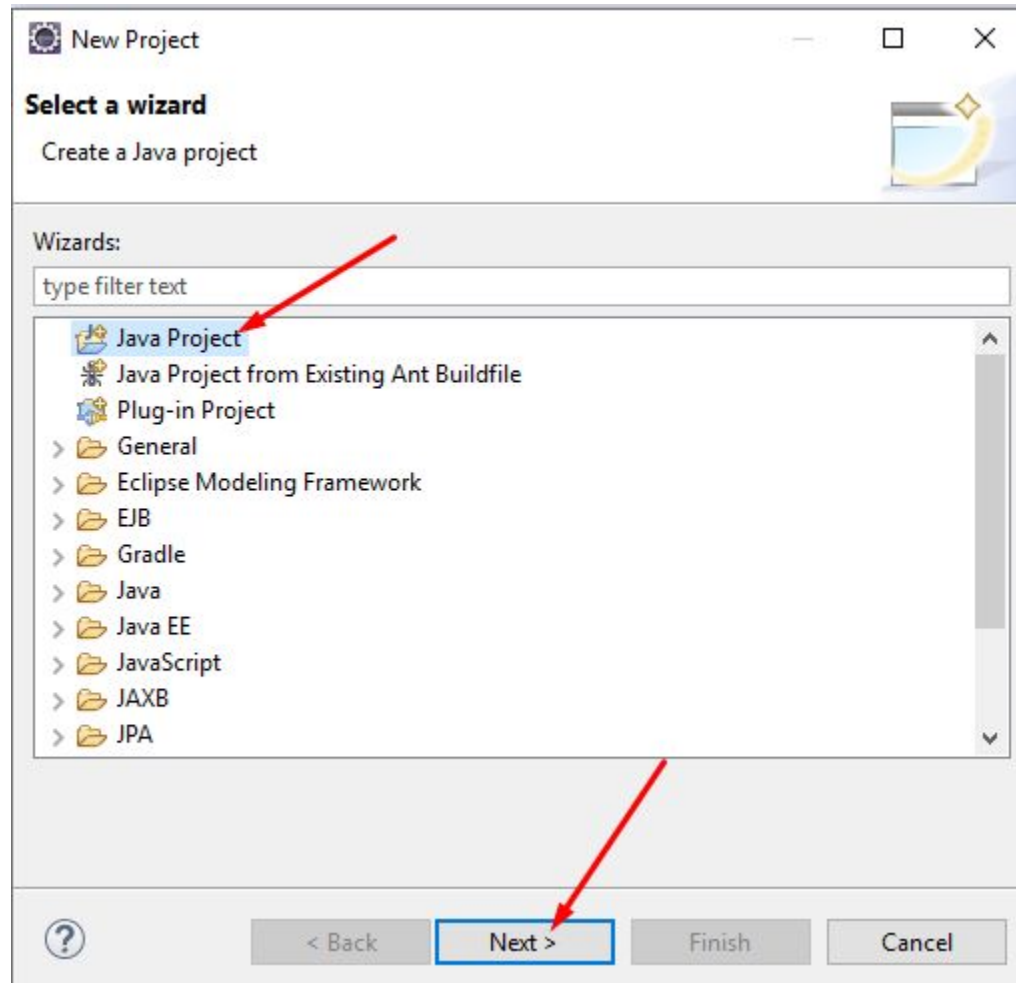 New Project
Select a wizard
Create a Java project
Wizards:
type filter text
Java Project
Java Project from Existing Ant Buildfile
Plug-in Project
General
Eclipse Modeling Framework
EJB
Gradle
Java
Java EE
JavaScript
JAXB
JPA
? < Back Next > Finish Cancel